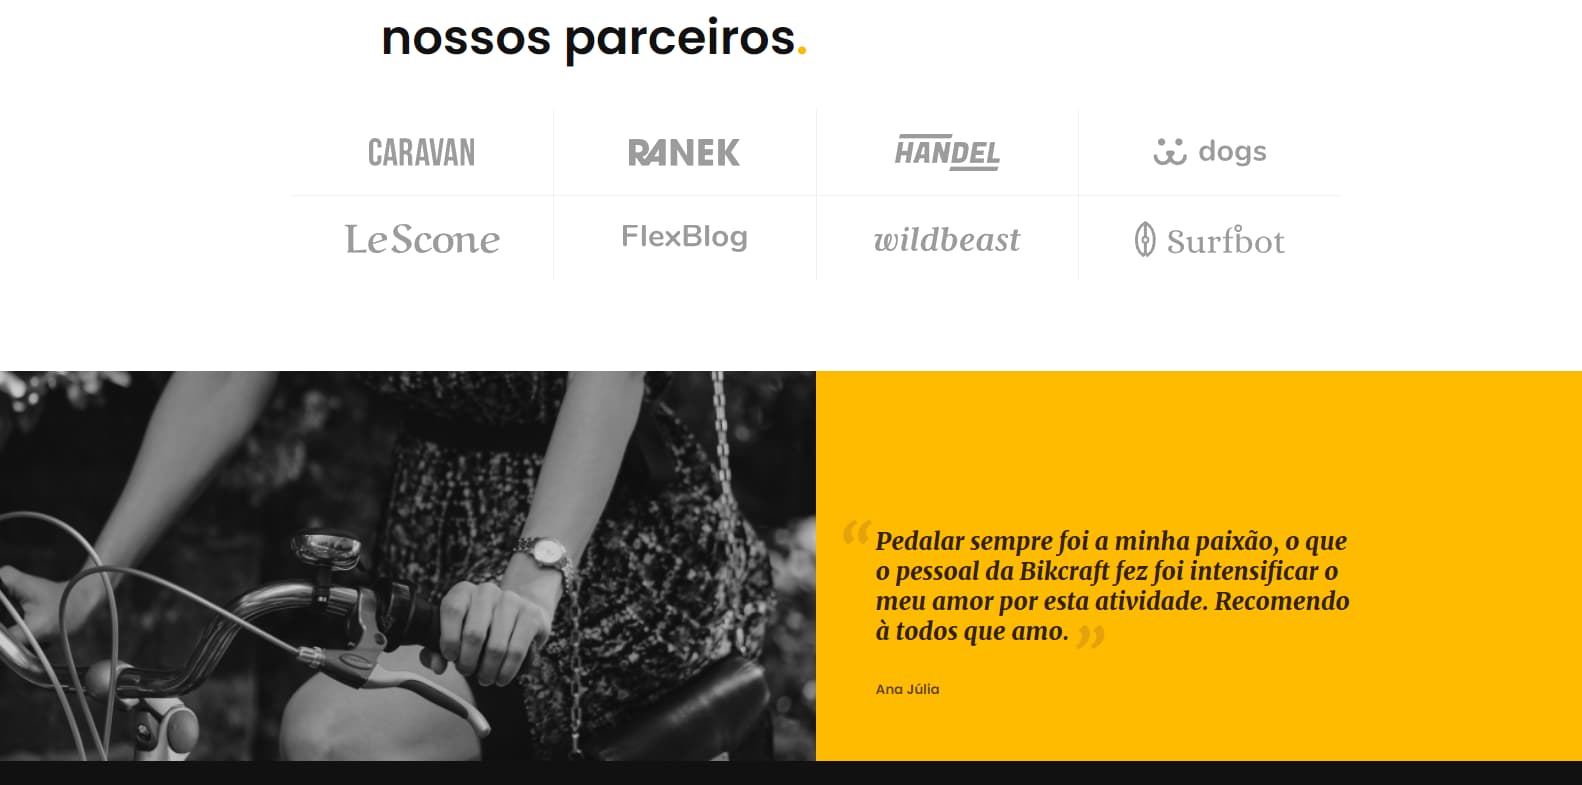 nossos parceiros.
CARAVAN
RANEK
HANDEL
dogs
LeScone
FlexBlog
wildbeast
Surfbot
“Pedalar sempre foi a minha paixão, o que
o pessoal da Bikcraft fez foi intensificar o
meu amor por esta atividade. Recomendo
à todos que amo.”
Ana Júlia